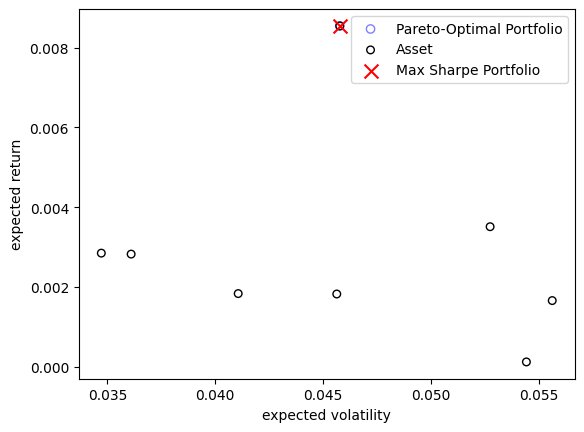 Pareto-Optimal Portfolio
Asset
Max Sharpe Portfolio
0.008
0.006
0.004
0.002
0.000
expected return
0.035 0.040 0.045 0.050 0.055
expected volatility